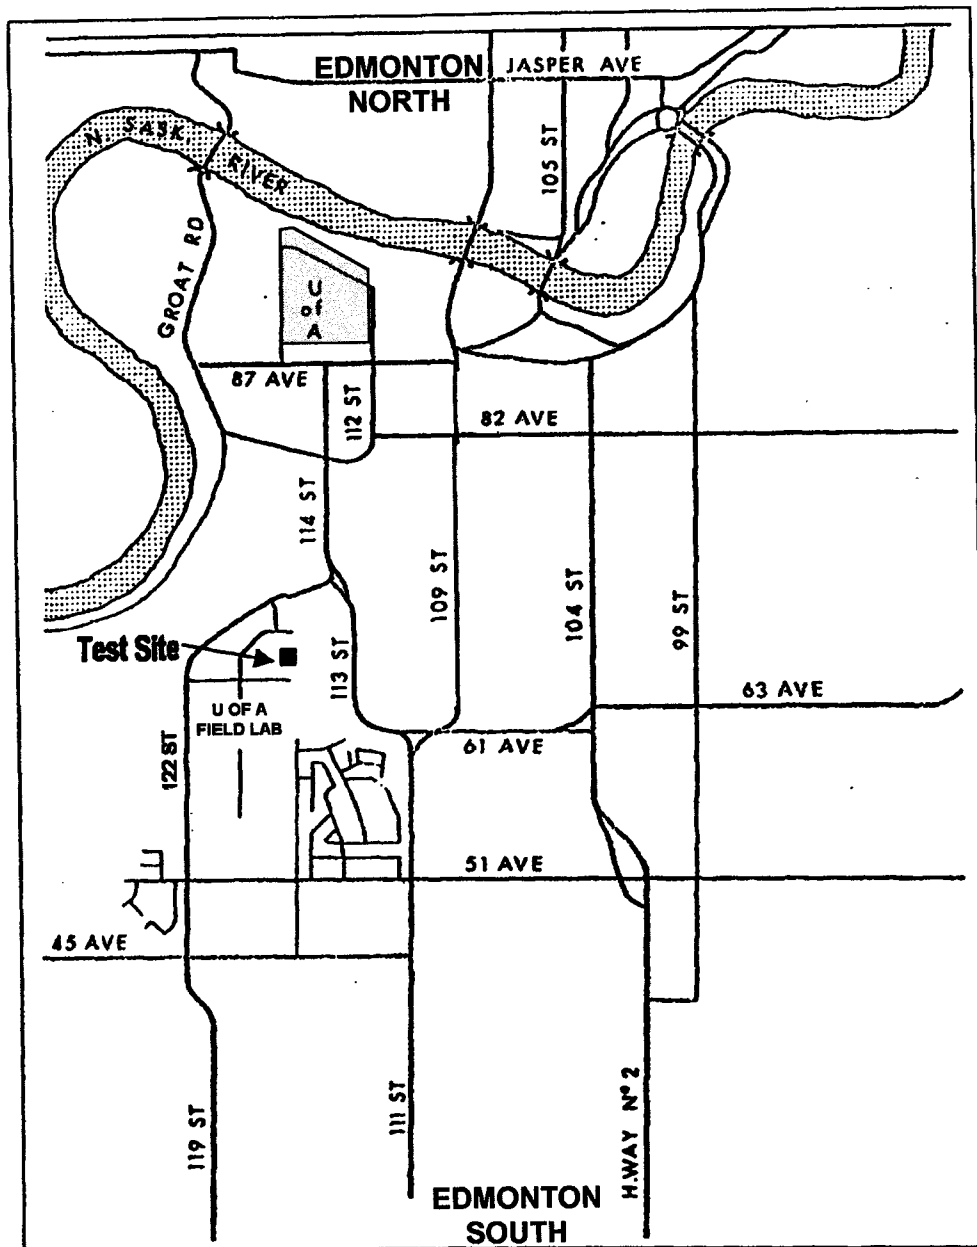 EDMONTON
NORTH
JASPER AVE
N. SASK.
RIVER
105 ST
GROAT RD
U
of
A
87 AVE
112 ST
82 AVE
114 ST
109 ST
104 ST
99 ST
Test Site
113 ST
63 AVE
U OF A
FIELD LAB
61 AVE
122 ST
51 AVE
45 AVE
119 ST
111 ST
H.WAY Nº 2
EDMONTON
SOUTH